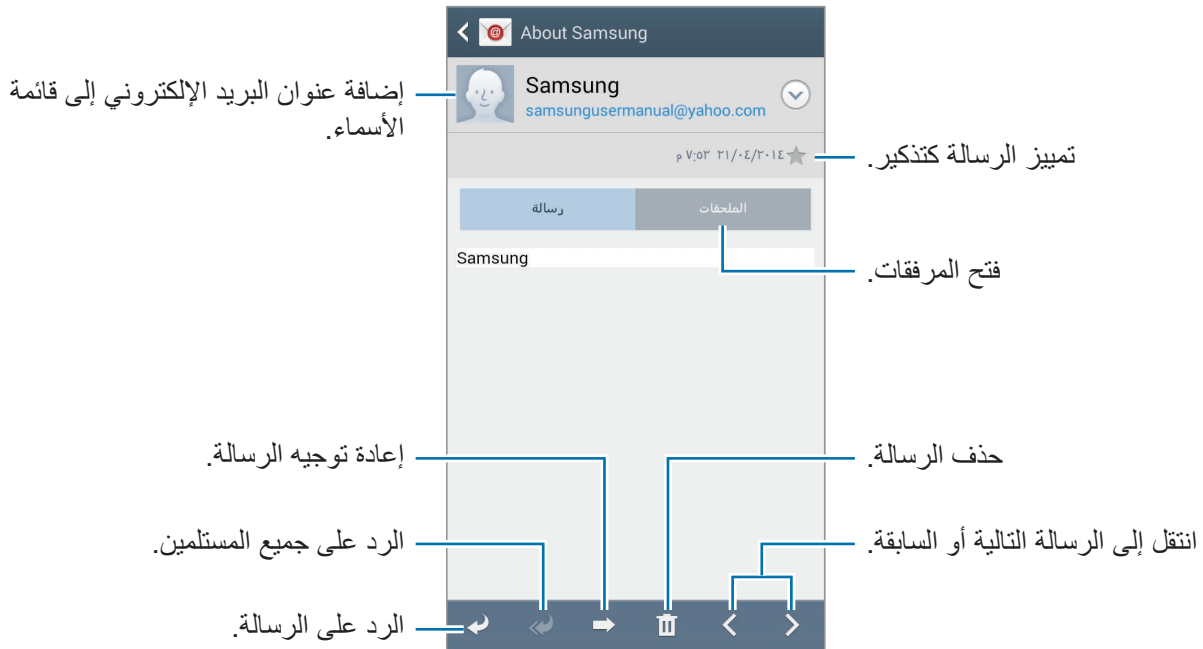 About Samsung
Samsung
samsungusermanual@yahoo.com
إضافة عنوان البريد الإلكتروني إلى قائمة
الأسماء.
٢١/٠٤/٢٠١٤ ٧:٥٣ م
تمييز الرسالة كتذكير.
الملحقات
رسالة
Samsung
فتح المرفقات.
حذف الرسالة.
إعادة توجيه الرسالة.
انتقل إلى الرسالة التالية أو السابقة.
الرد على جميع المستلمين.
الرد على الرسالة.